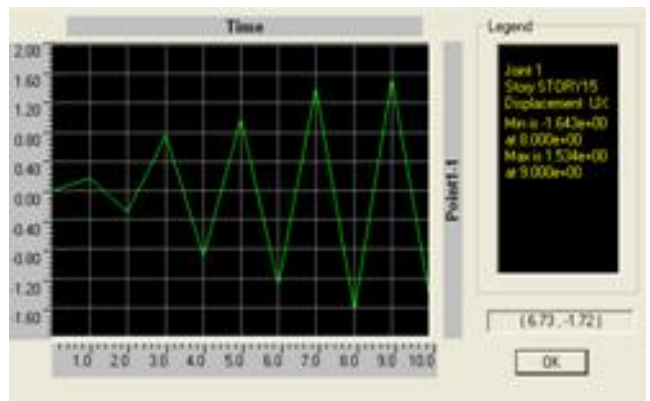 Time
Legend
2.00
1.60
1.20
0.80
0.40
0.00
-0.40
-0.80
-1.20
-1.60
Point1-1
1.0 2.0 3.0 4.0 5.0 6.0 7.0 8.0 9.0 10.0
Joint 1
Story STORY15
Displacement UX
Min is -1.643e+00
at 8.000e+00
Max is 1.534e+00
at 9.000e+00
( 6.73 , -1.72 )
OK